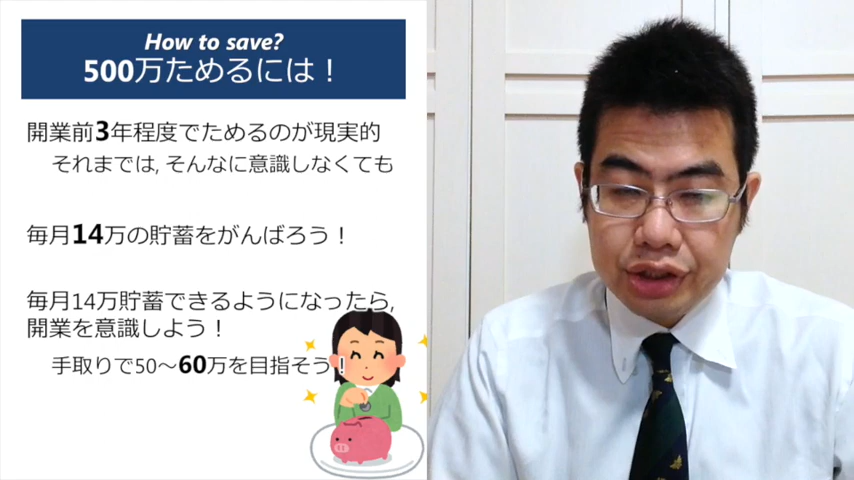 How to save?
500万ためるには！
開業前3年程度でためるのが現実的
それまでは, そんなに意識しなくても
毎月14万の貯蓄をがんばろう！
毎月14万貯蓄できるようになったら,
開業を意識しよう！
手取りで50～60万を目指そう！